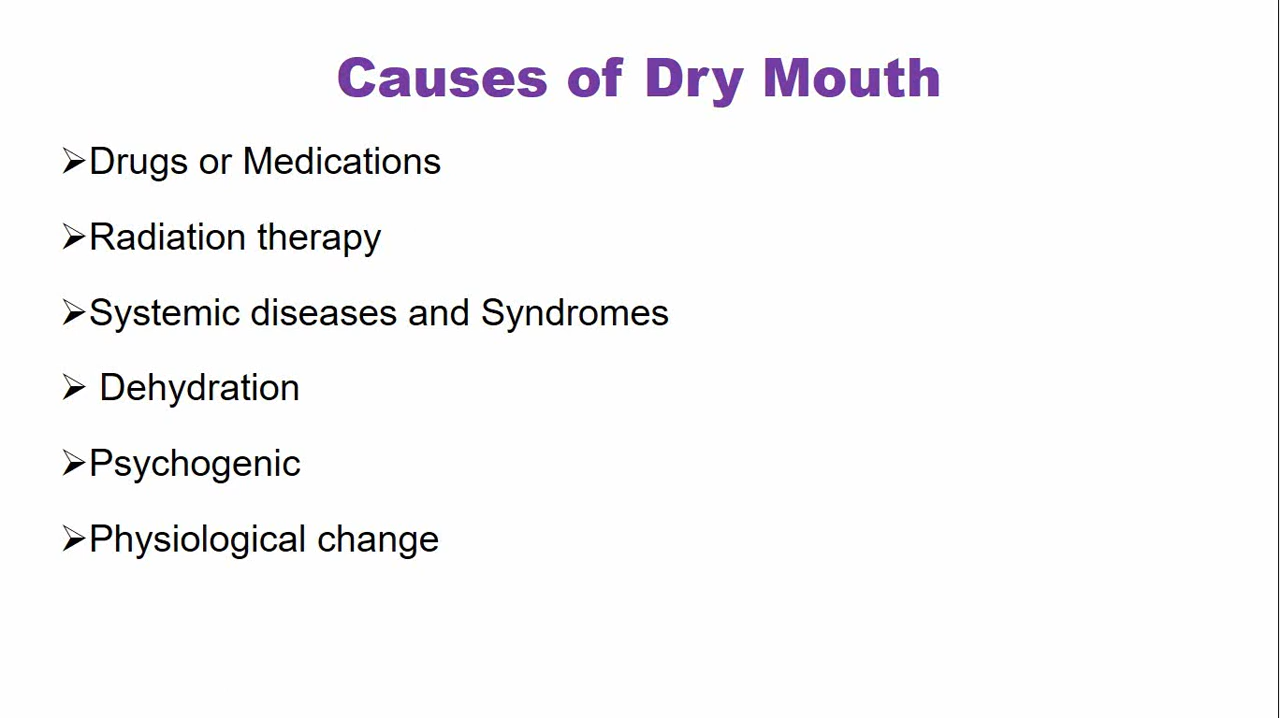 Causes of Dry Mouth
➢Drugs or Medications
➢Radiation therapy
➢Systemic diseases and Syndromes
➢ Dehydration
➢Psychogenic
➢Physiological change